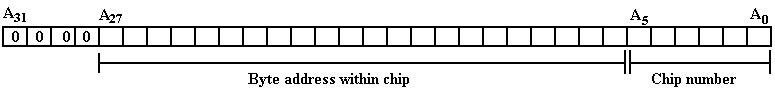 A31 A27 A5 A0
0 0 0 0
Byte address within chip Chip number